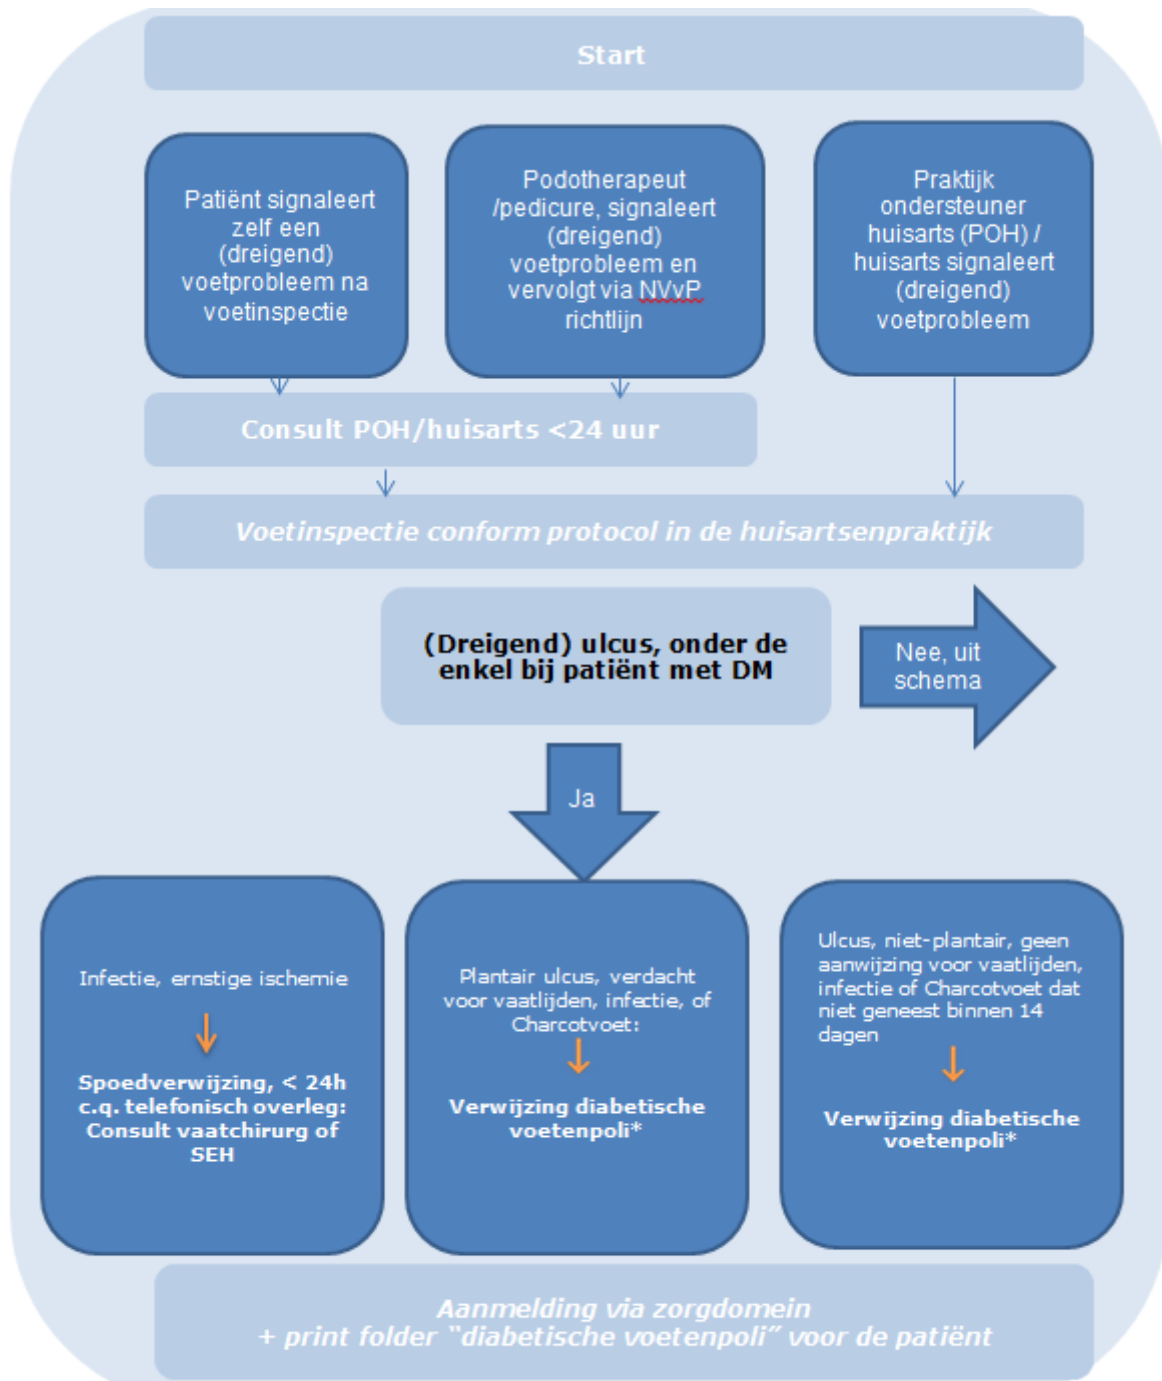 Start
Patiënt signaleert
zelf een
(dreigend)
voetprobleem na
voetinspectie
Podotherapeut
/pedicure, signaleert
(dreigend)
voetprobleem en
vervolgt via NVvP
richtlijn
Praktijk
ondersteuner
huisarts (POH) /
huisarts signaleert
(dreigend)
voetprobleem
Consult POH/huisarts <24 uur
Voetinspectie conform protocol in de huisartsenpraktijk
(Dreigend) ulcus, onder de
enkel bij patiënt met DM
Nee, uit
schema
Ja
Infectie, ernstige ischemie
Spoedverwijzing, < 24h
c.q. telefonisch overleg:
Consult vaatchirurg of
SEH
Plantair ulcus, verdacht
voor vaatlijden, infectie, of
Charcotvoet:
Verwijzing diabetische
voetenpoli*
Ulcus, niet-plantair, geen
aanwijzing voor vaatlijden,
infectie of Charcotvoet dat
niet geneest binnen 14
dagen
Verwijzing diabetische
voetenpoli*
Aanmelding via zorgdomein
+ print folder "diabetische voetenpoli" voor de patiënt